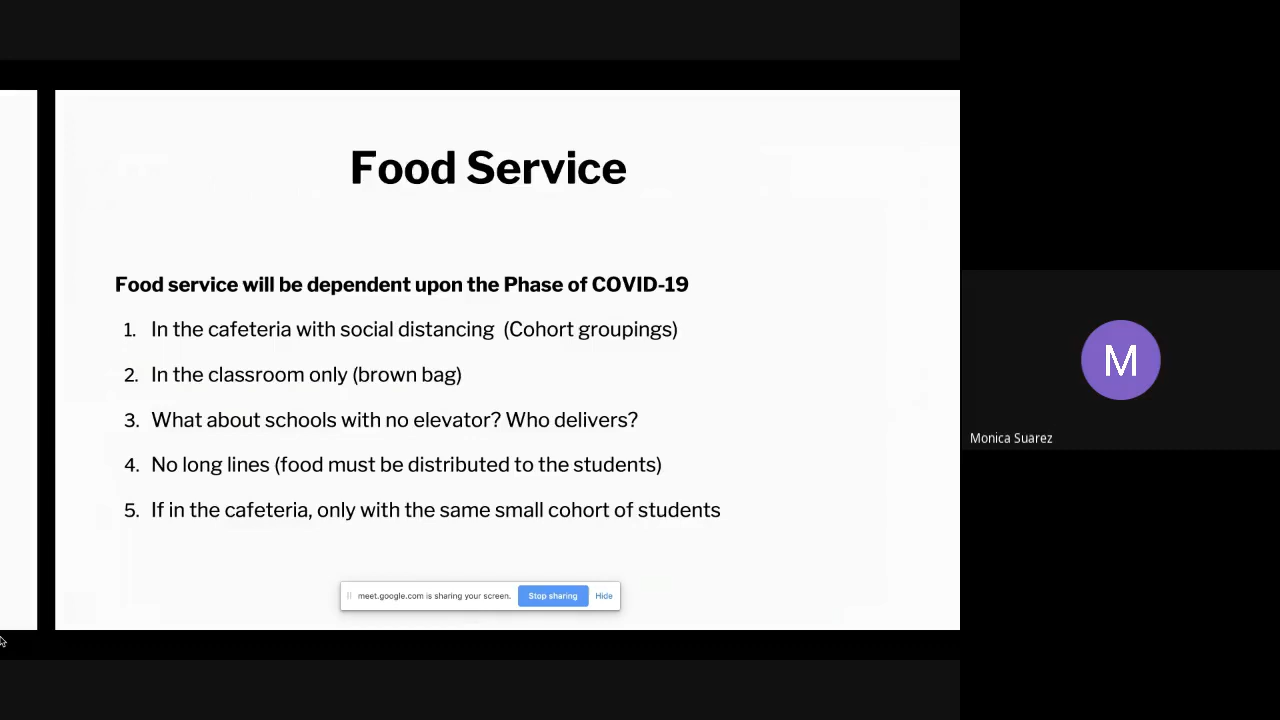 Food Service
Food service will be dependent upon the Phase of COVID-19
1. In the cafeteria with social distancing (Cohort groupings)
2. In the classroom only (brown bag)
3. What about schools with no elevator? Who delivers?
4. No long lines (food must be distributed to the students)
5. If in the cafeteria, only with the same small cohort of students
meet.google.com is sharing your screen. Stop sharing Hide
M
Monica Suarez